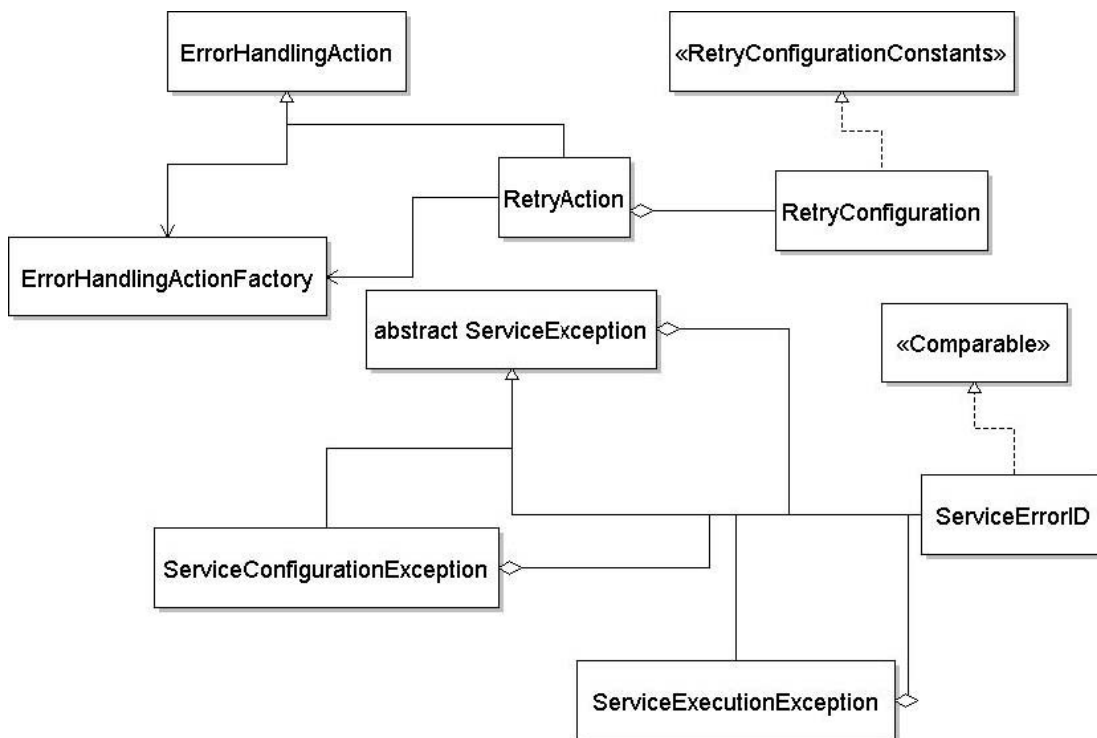 ErrorHandlingAction
«RetryConfigurationConstants»
RetryAction
RetryConfiguration
ErrorHandlingActionFactory
abstract ServiceException
«Comparable»
ServiceErrorID
ServiceConfigurationException
ServiceExecutionException